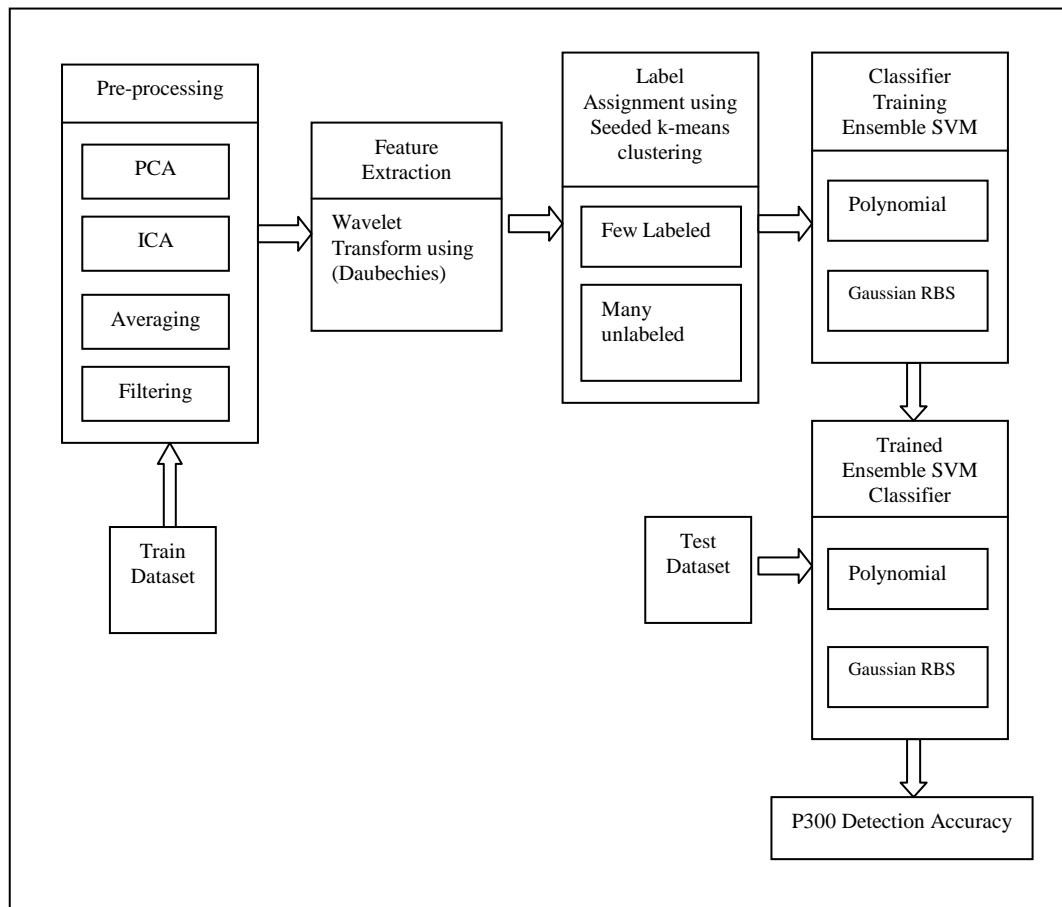 Pre-processing
PCA
ICA
Averaging
Filtering
Train
Dataset
Feature
Extraction
Wavelet
Transform using
(Daubechies)
Label
Assignment using
Seeded k-means
clustering
Few Labeled
Many
unlabeled
Classifier
Training
Ensemble SVM
Polynomial
Gaussian RBS
Trained
Ensemble SVM
Classifier
Polynomial
Gaussian RBS
Test
Dataset
P300 Detection Accuracy